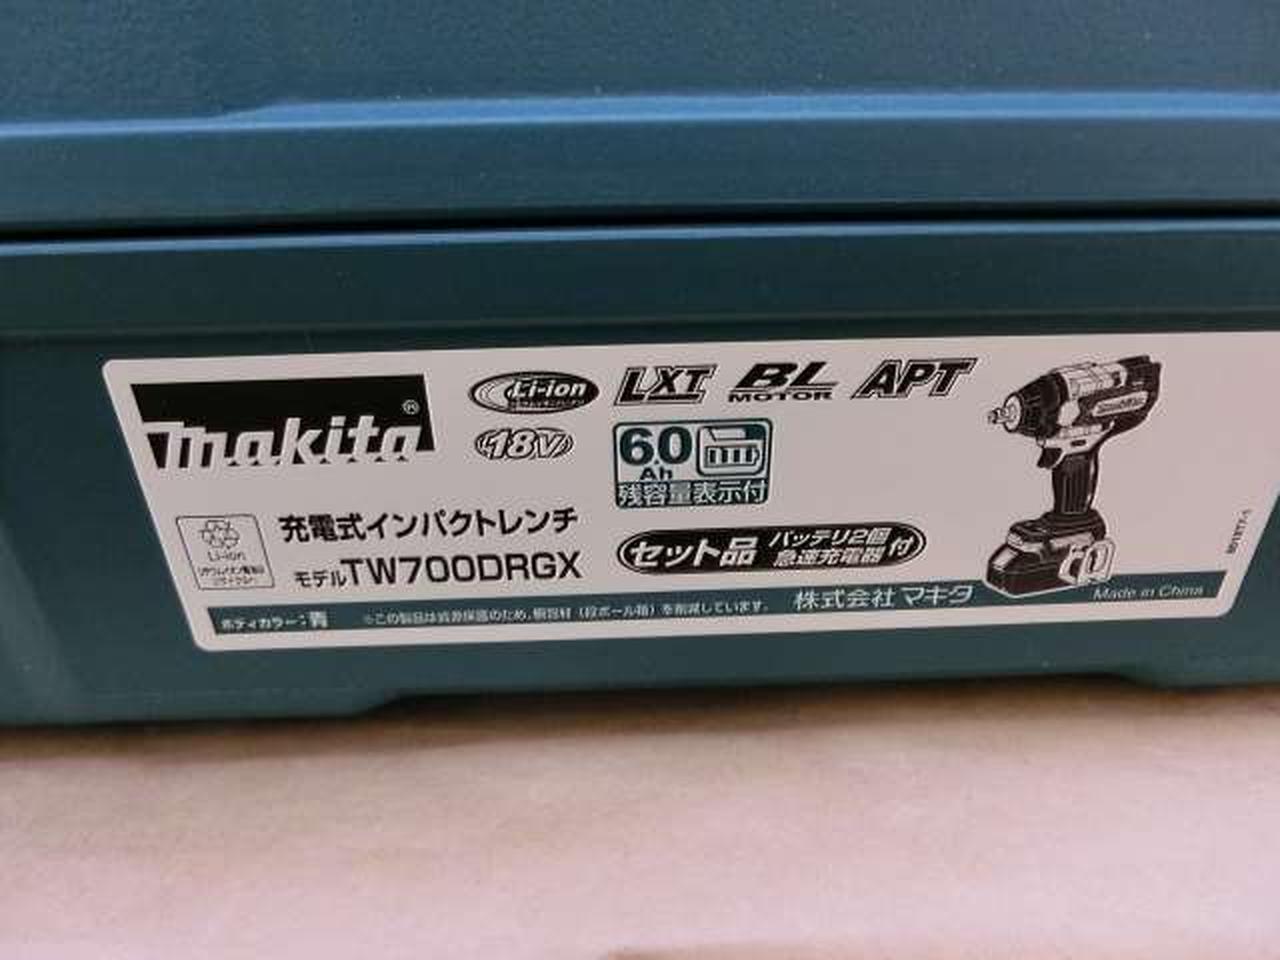 makita®
Li-ion
LXT
BL
MOTOR
APT
18V
6.0
Ah
残容量表示付
Li-ion
充電式インパクトレンチ
モデルTW700DRGX
セット品
バッテリ2個
急速充電器
付
ボディカラー:青
※この製品は資源保護のため、梱包材(段ボール箱)を削減しています。
株式会社 マキタ
Made in China